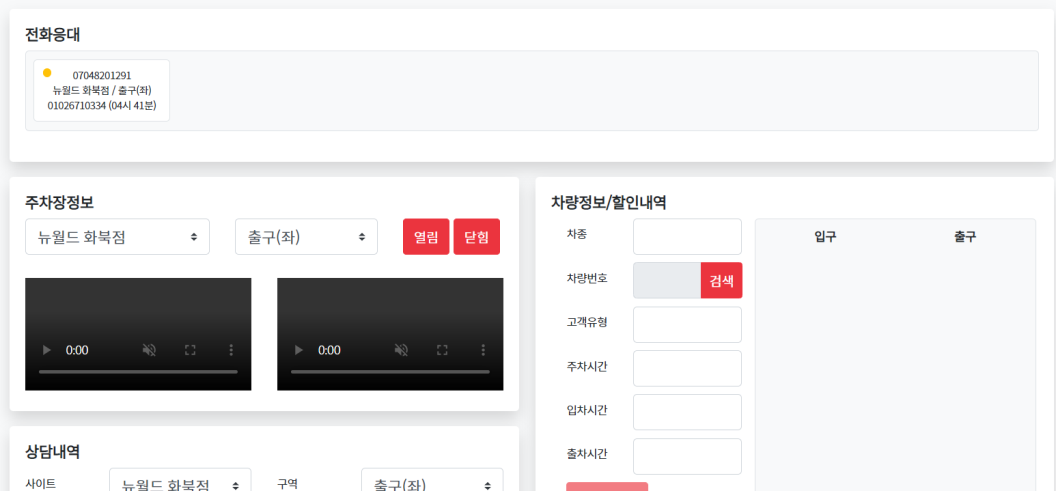 전화응대
07048201291
뉴월드 화북점 / 출구(좌)
01026710334 (04시 41분)
주차장정보
뉴월드 화북점
출구(좌)
열림
닫힘
0:00
0:00
차량정보/할인내역
차종
차량번호
검색
고객유형
주차시간
입차시간
출차시간
입구
출구
상담내역
사이트
뉴월드 화북점
구역
출구(좌)